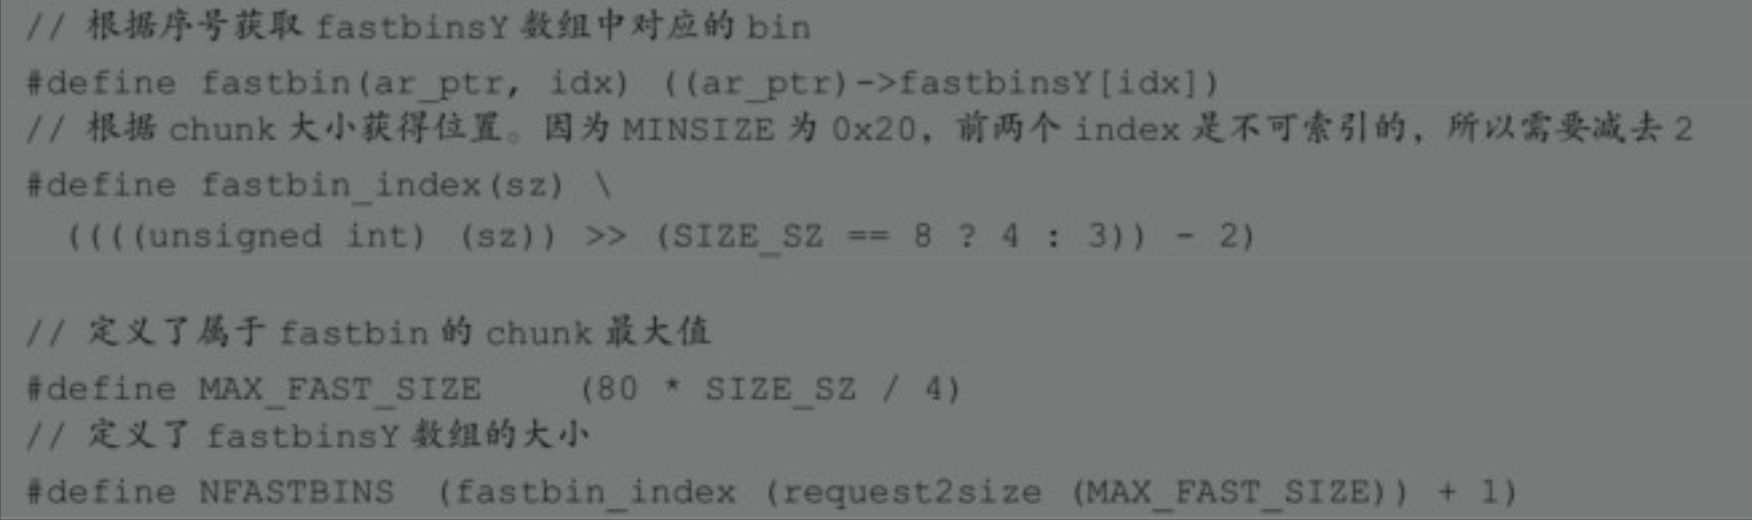 // 根据序号获取 fastbinsY 数组中对应的 bin
#define fastbin(ar_ptr, idx) ((ar_ptr)->fastbinsY[idx])
// 根据 chunk 大小获得位置。因为 MINSIZE 为 0x20, 前两个 index 是不可索引的, 所以需要减去 2
#define fastbin_index(sz) \
((((unsigned int) (sz)) >> (SIZE_SZ == 8 ? 4 : 3)) - 2)
// 定义了属于 fastbin 的 chunk 最大值
#define MAX_FAST_SIZE (80 * SIZE_SZ / 4)
// 定义了 fastbinsY 数组的大小
#define NFASTBINS (fastbin_index (request2size (MAX_FAST_SIZE)) + 1)